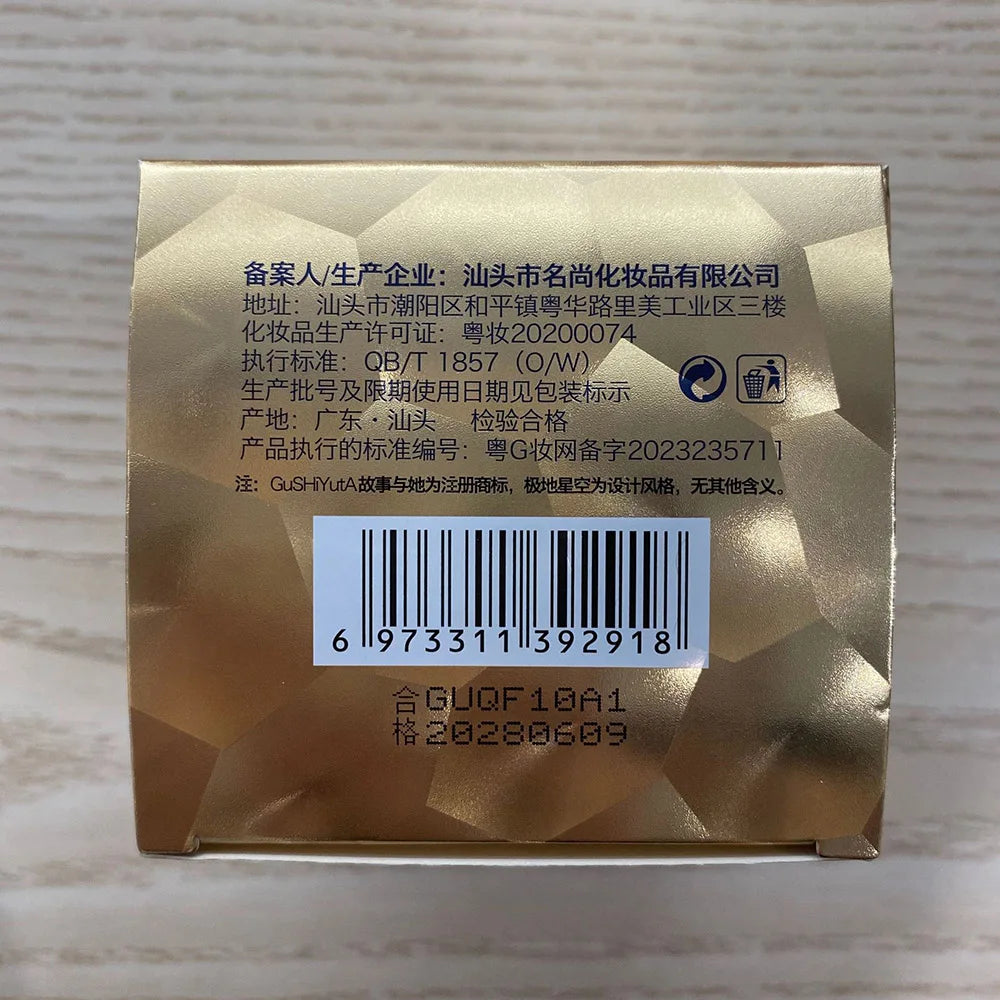 备案人/生产企业：汕头市名尚化妆品有限公司
地址：汕头市潮阳区和平镇粤华路里美工业区三楼
化妆品生产许可证：粤妆20200074
执行标准：QB/T 1857（O/W）
生产批号及限期使用日期见包装标示
产地：广东·汕头 检验合格
产品执行的标准编号：粤G妆网备字2023235711
注：GuSHiYutA故事与她为注册商标，极地星空为设计风格，无其他含义。
6 973311 392918
合GUQF10A1
格20280609